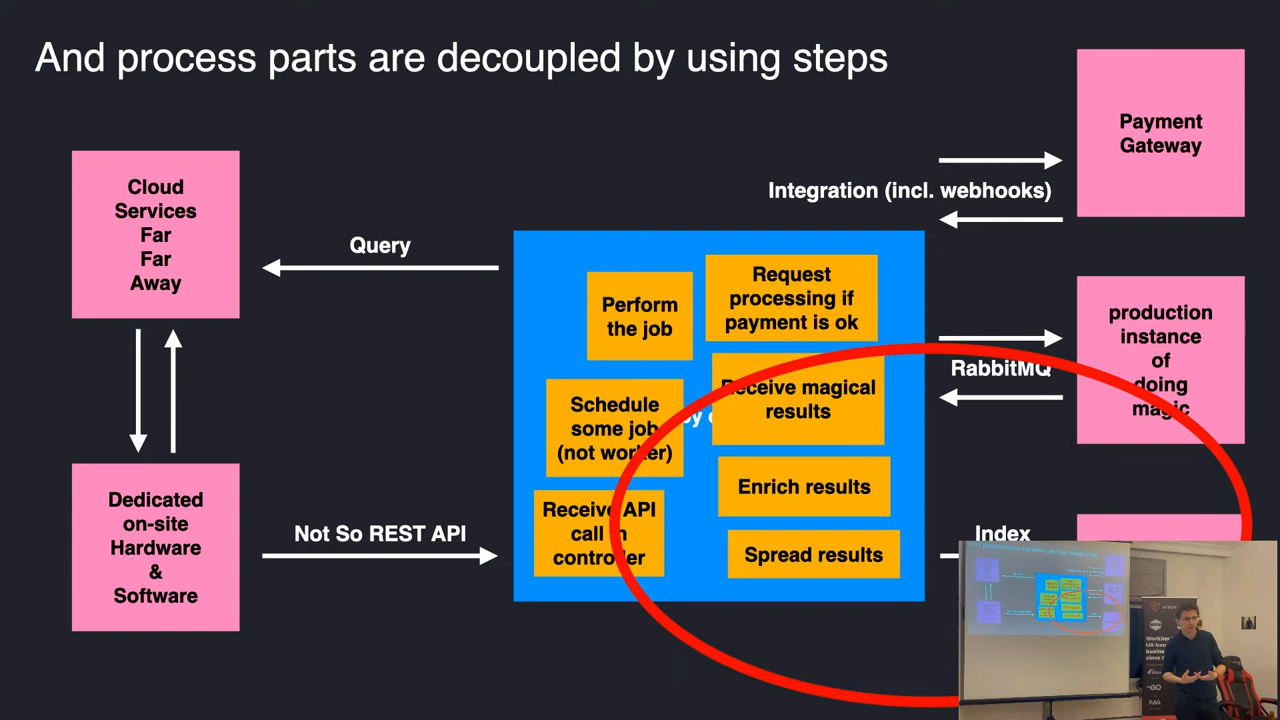 And process parts are decoupled by using steps
Payment
Gateway
Integration (incl. webhooks)
Cloud
Services
Far
Far
Away
Query
Perform
the job
Request
processing if
payment is ok
production
instance
of
doing
magic
RabbitMQ
Receive magical
results
Schedule
some job
(not worker)
Enrich results
Receive API
call in
controller
Spread results
Dedicated
on-site
Hardware
&
Software
Not So REST API
Index